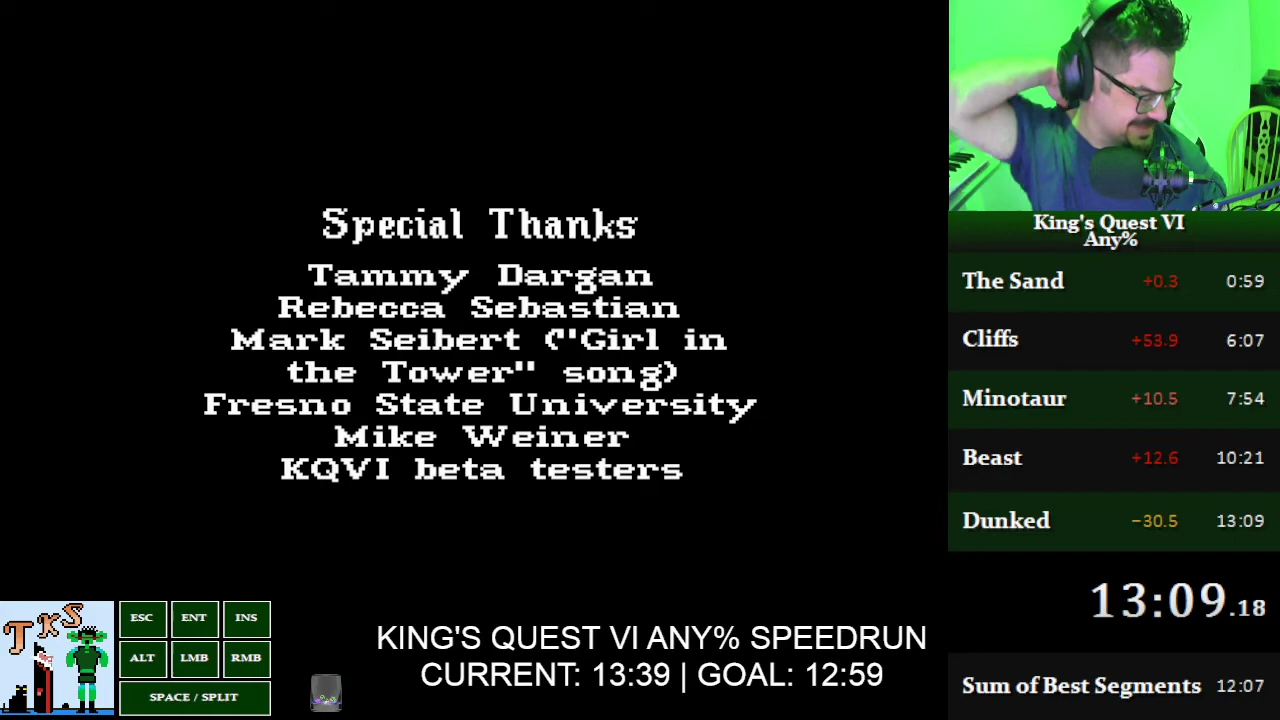 Special Thanks
Tammy Dargan
Rebecca Sebastian
Mark Seibert ("Girl in
the Tower" song)
Fresno State University
Mike Weiner
KQVI beta testers
King's Quest VI
Any%
The Sand +0.3 0:59
Cliffs +53.9 6:07
Minotaur +10.5 7:54
Beast +12.6 10:21
Dunked −30.5 13:09
13:09.18
Sum of Best Segments 12:07
TKS
ESC ENT INS
ALT LMB RMB
SPACE / SPLIT
KING'S QUEST VI ANY% SPEEDRUN
CURRENT: 13:39 | GOAL: 12:59